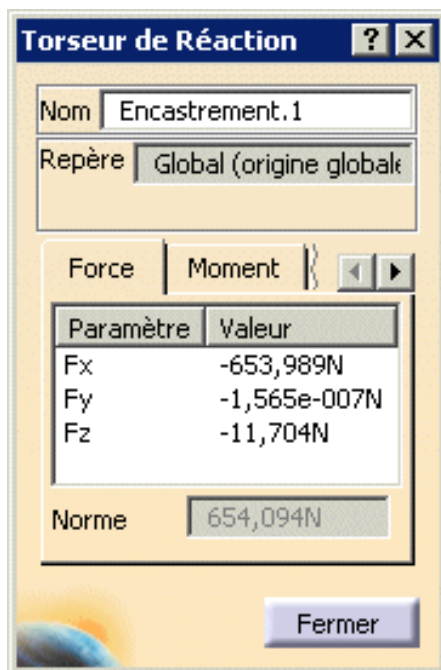 Torseur de Réaction ? X
Nom Encastrement.1
Repère Global (origine globale
Force Moment
Paramètre Valeur
Fx -653,989N
Fy -1,565e-007N
Fz -11,704N
Norme 654,094N
Fermer